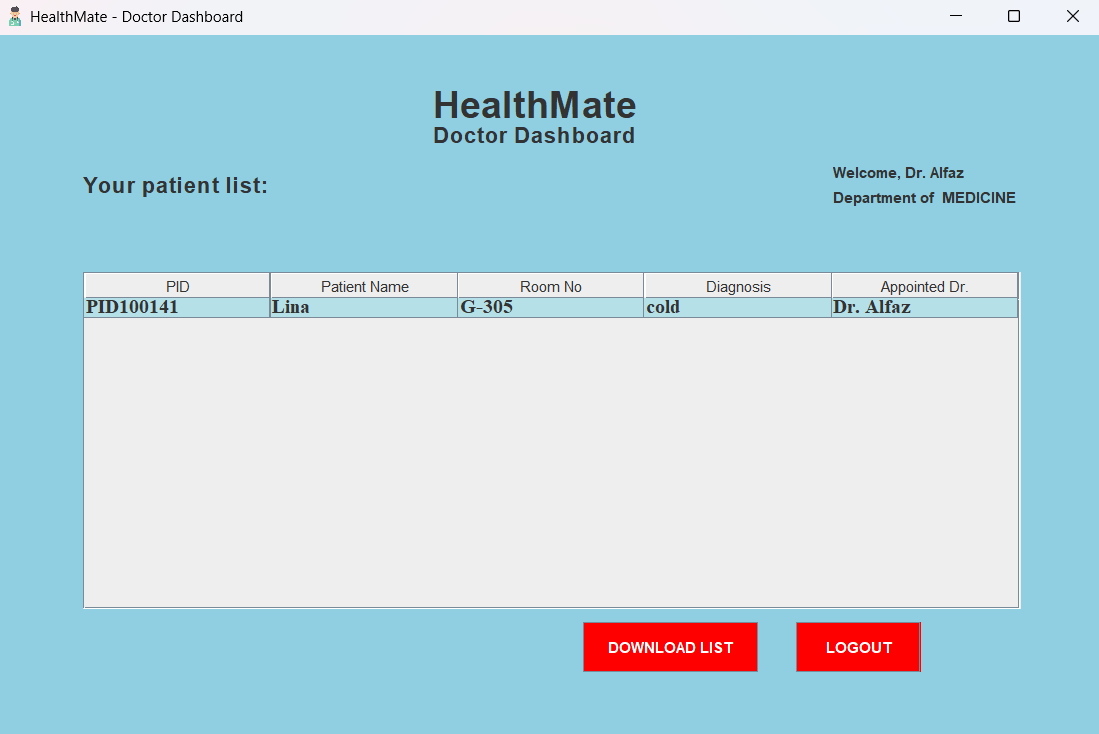 HealthMate - Doctor Dashboard
HealthMate
Doctor Dashboard
Your patient list:
Welcome, Dr. Alfaz
Department of  MEDICINE
PID Patient Name Room No Diagnosis Appointed Dr.
PID100141 Lina G-305 cold Dr. Alfaz
DOWNLOAD LIST LOGOUT